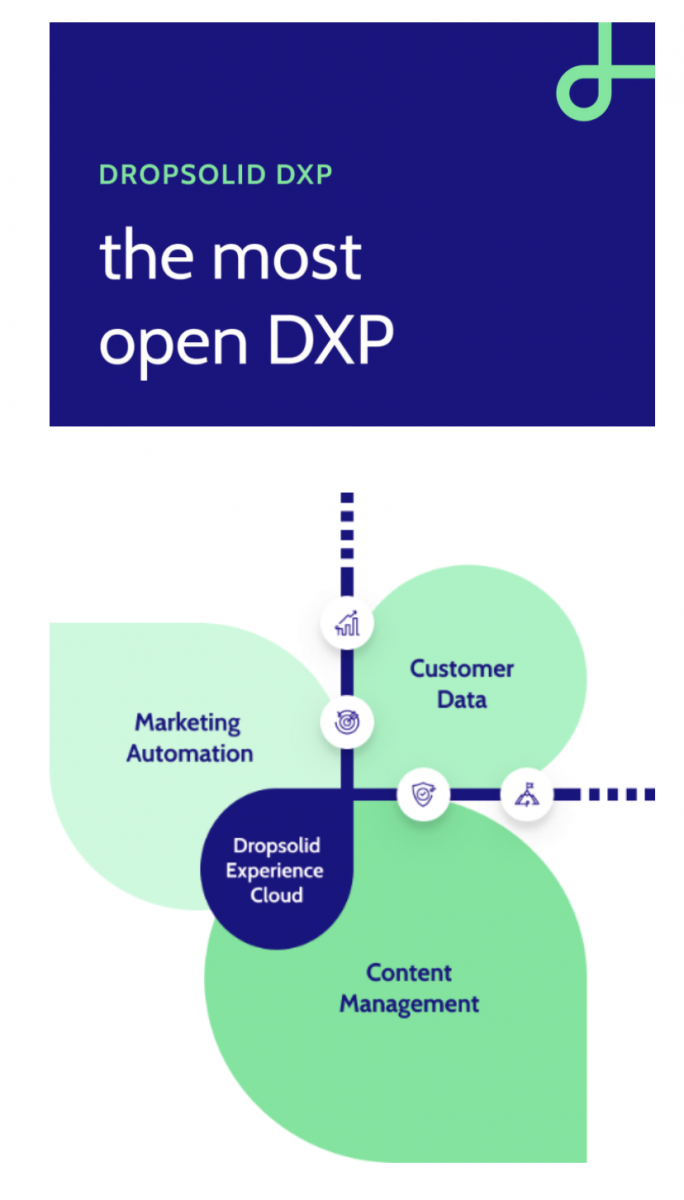 DROPSOLID DXP
the most
open DXP
Customer
Data
Marketing
Automation
Dropsolid
Experience
Cloud
Content
Management